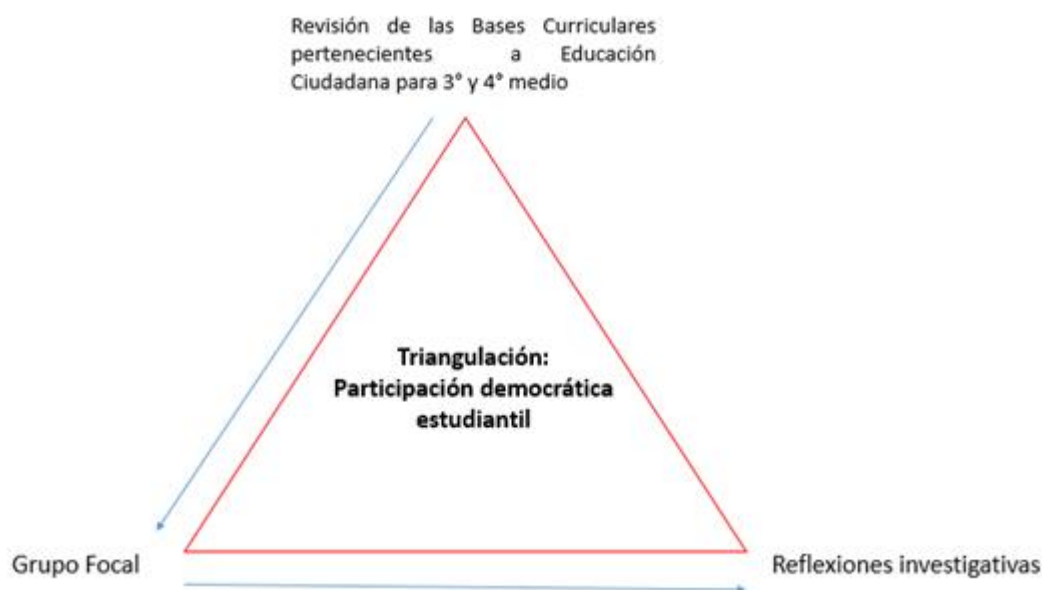 Revisión de las Bases Curriculares
pertenecientes a Educación
Ciudadana para 3° y 4° medio
Triangulación:
Participación democrática
estudiantil
Grupo Focal
Reflexiones investigativas